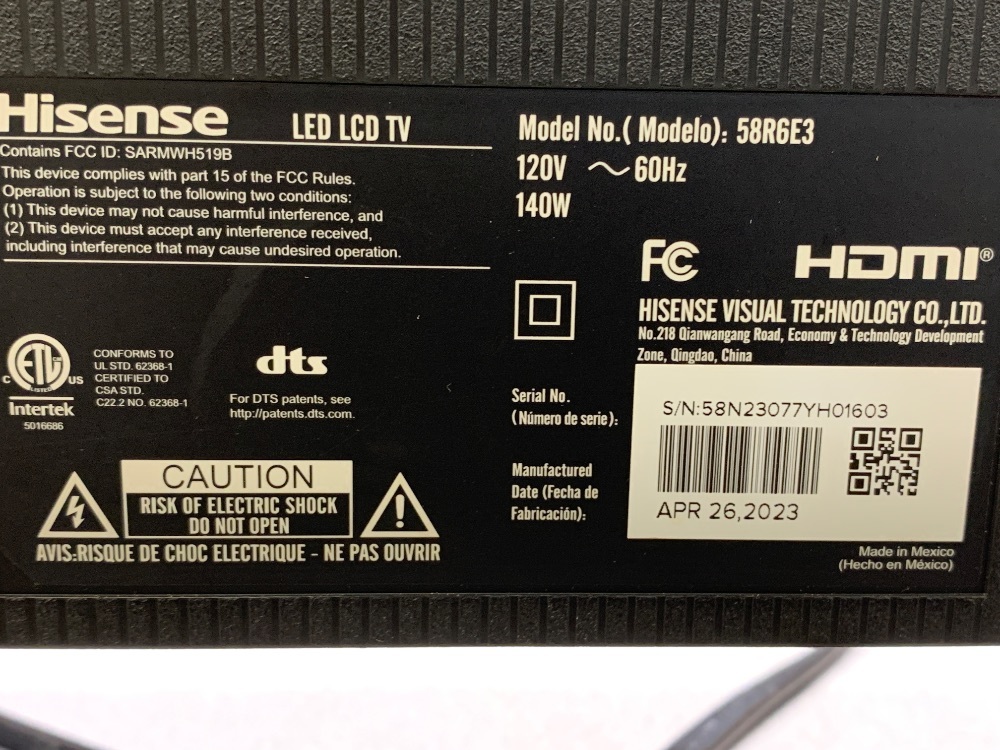 Hisense LED LCD TV
Contains FCC ID: SARMWH519B
This device complies with part 15 of the FCC Rules.
Operation is subject to the following two conditions:
(1) This device may not cause harmful interference, and
(2) This device must accept any interference received,
including interference that may cause undesired operation.
Model No.( Modelo): 58R6E3
120V ～ 60Hz
140W
FC HDMI®
HISENSE VISUAL TECHNOLOGY CO.,LTD.
No.218 Qianwangang Road, Economy & Technology Development
Zone, Qingdao, China
C ETL US
LISTED
Intertek
5016686
CONFORMS TO
UL STD. 62368-1
CERTIFIED TO
CSA STD.
C22.2 NO. 62368-1
dts
For DTS patents, see
http://patents.dts.com.
Serial No.
(Número de serie):
S/N:58N23077YH01603
Manufactured
Date (Fecha de
Fabricación):
APR 26,2023
CAUTION
RISK OF ELECTRIC SHOCK
DO NOT OPEN
AVIS:RISQUE DE CHOC ELECTRIQUE - NE PAS OUVRIR
Made in Mexico
(Hecho en México)